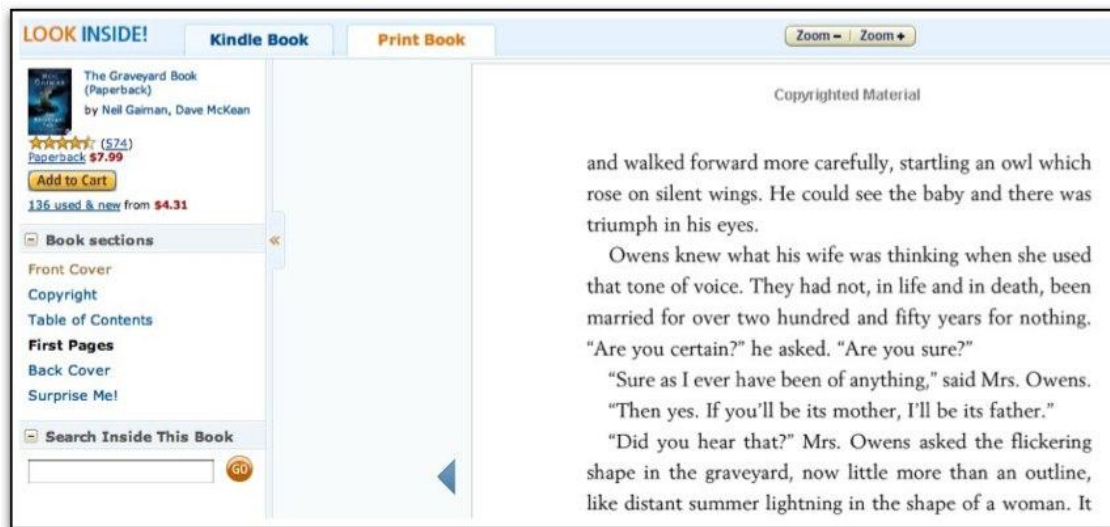 LOOK INSIDE!
Kindle Book
Print Book
Zoom – | Zoom +
The Graveyard Book
(Paperback)
by Neil Gaiman, Dave McKean
(574)
Paperback $7.99
Add to Cart
136 used & new from $4.31
Book sections
Front Cover
Copyright
Table of Contents
First Pages
Back Cover
Surprise Me!
Search Inside This Book
GO
Copyrighted Material
and walked forward more carefully, startling an owl which
rose on silent wings. He could see the baby and there was
triumph in his eyes.
Owens knew what his wife was thinking when she used
that tone of voice. They had not, in life and in death, been
married for over two hundred and fifty years for nothing.
“Are you certain?” he asked. “Are you sure?”
“Sure as I ever have been of anything,” said Mrs. Owens.
“Then yes. If you’ll be its mother, I’ll be its father.”
“Did you hear that?” Mrs. Owens asked the flickering
shape in the graveyard, now little more than an outline,
like distant summer lightning in the shape of a woman. It